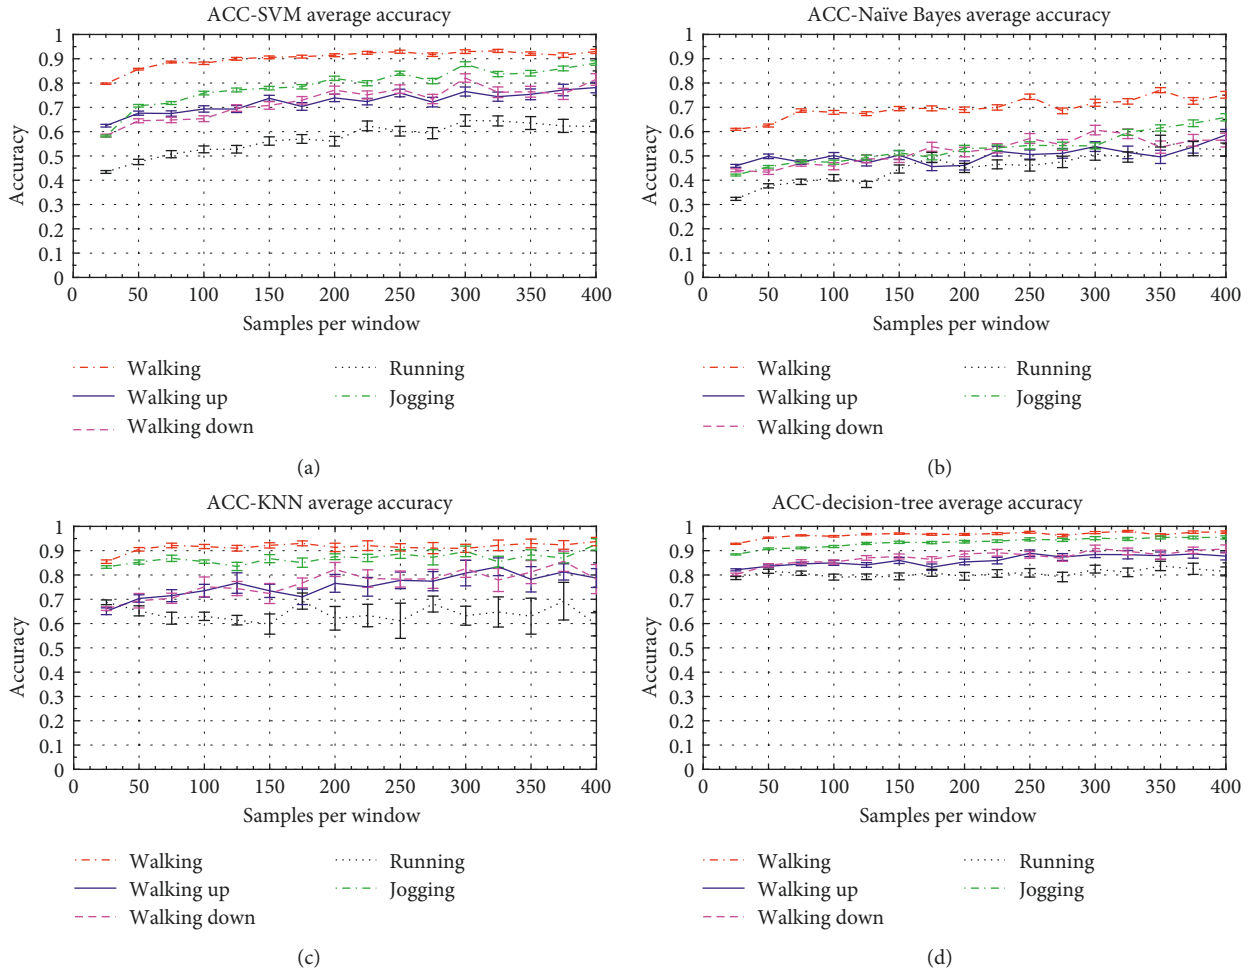 ACC-SVM average accuracy
1
0.9
0.8
0.7
0.6
0.5
0.4
0.3
0.2
0.1
0
Accuracy
0 50 100 150 200 250 300 350 400
Samples per window
Walking
Walking up
Walking down
Running
Jogging
(a)
ACC-Naïve Bayes average accuracy
1
0.9
0.8
0.7
0.6
0.5
0.4
0.3
0.2
0.1
0
Accuracy
0 50 100 150 200 250 300 350 400
Samples per window
Walking
Walking up
Walking down
Running
Jogging
(b)
ACC-KNN average accuracy
1
0.9
0.8
0.7
0.6
0.5
0.4
0.3
0.2
0.1
0
Accuracy
0 50 100 150 200 250 300 350 400
Samples per window
Walking
Walking up
Walking down
Running
Jogging
(c)
ACC-decision-tree average accuracy
1
0.9
0.8
0.7
0.6
0.5
0.4
0.3
0.2
0.1
0
Accuracy
0 50 100 150 200 250 300 350 400
Samples per window
Walking
Walking up
Walking down
Running
Jogging
(d)